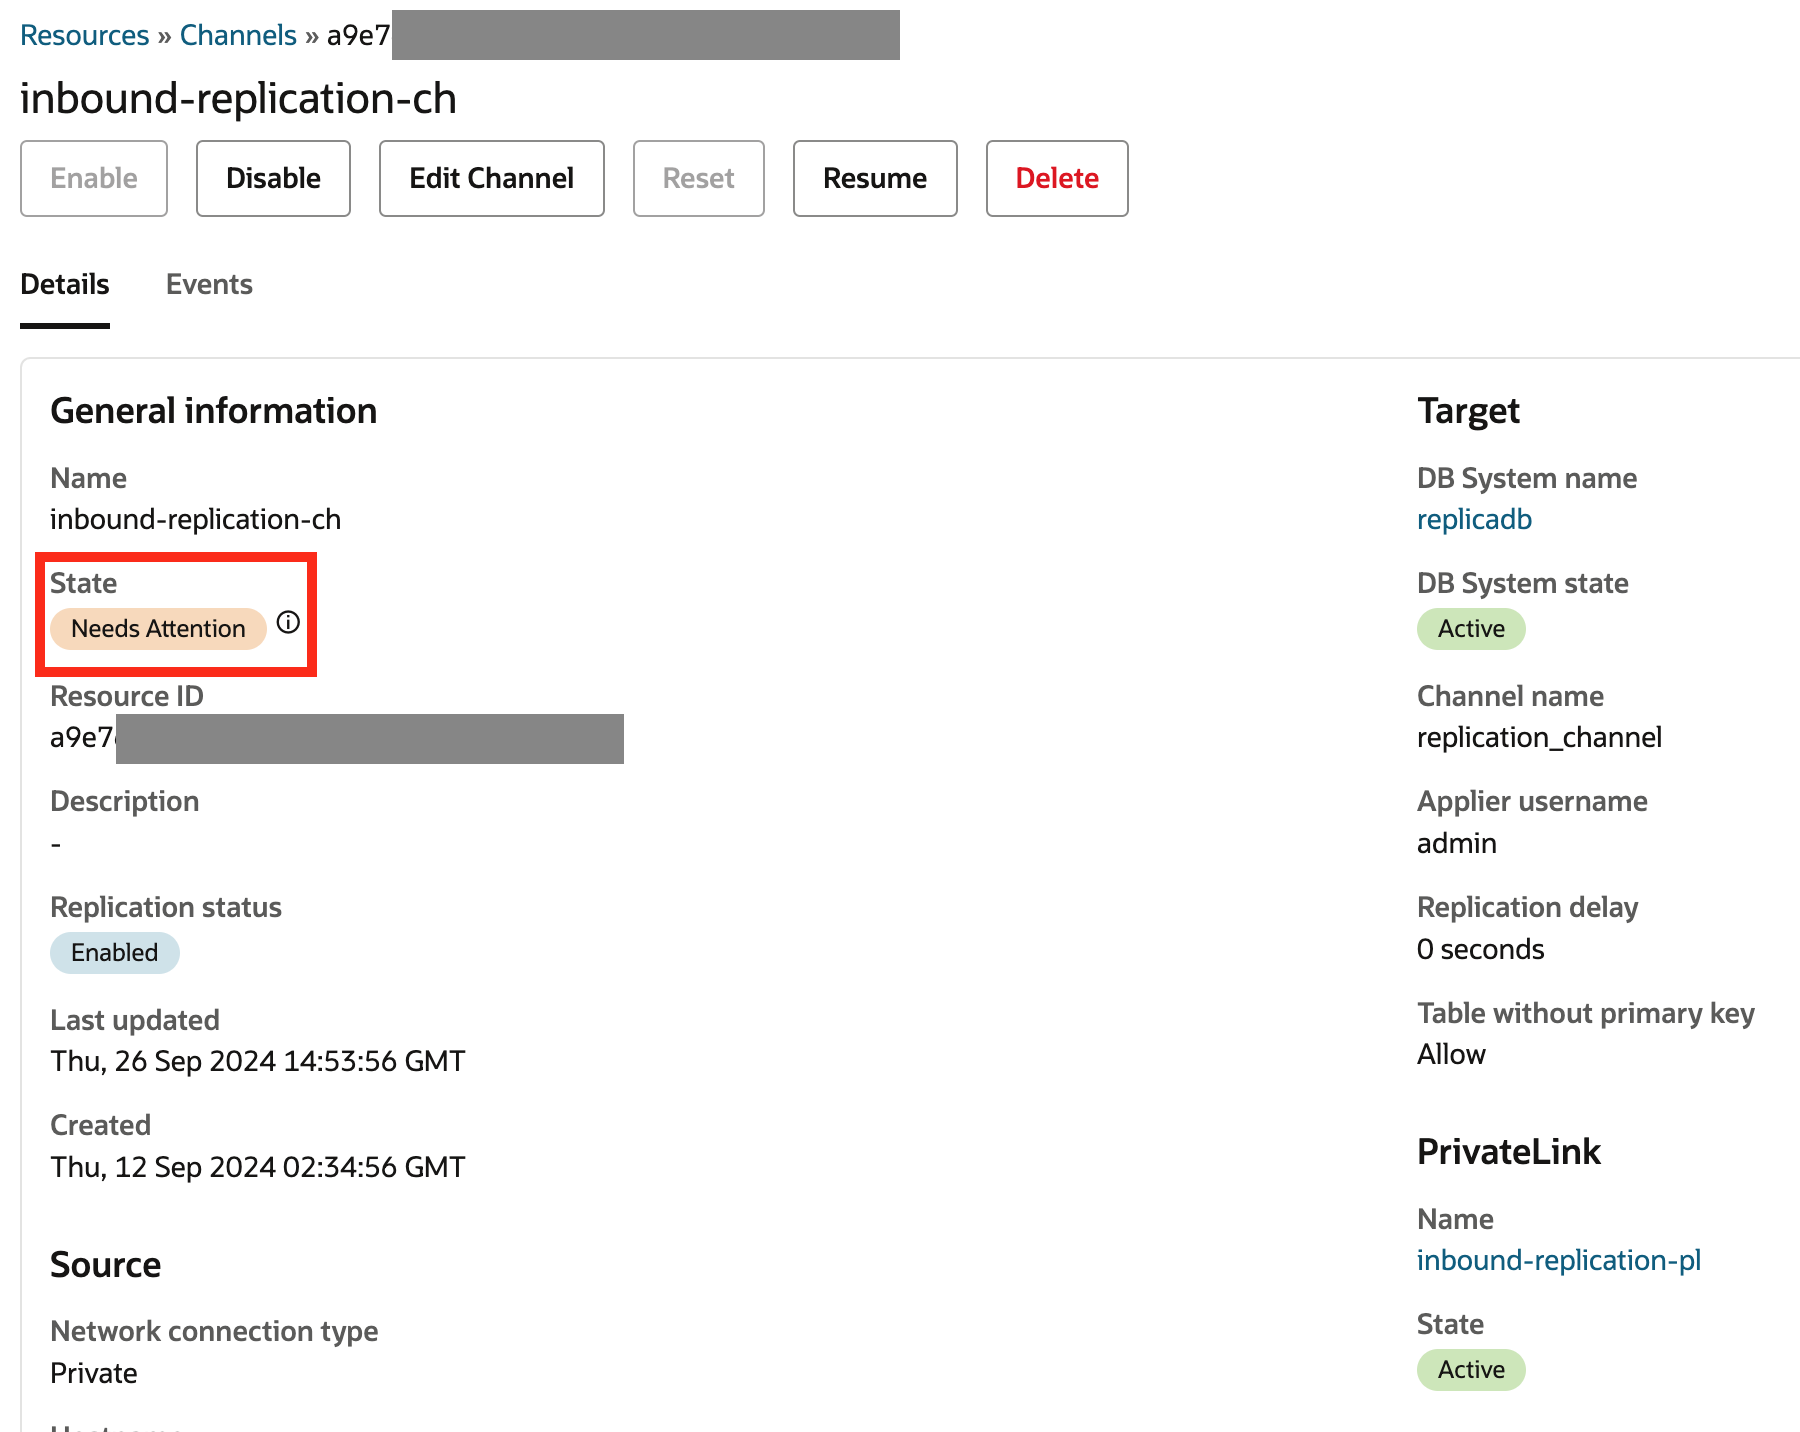 Resources » Channels » a9e7
inbound-replication-ch
Enable Disable Edit Channel Reset Resume Delete
Details Events
General information
Name
inbound-replication-ch
State
Needs Attention
Resource ID
a9e7
Description
-
Replication status
Enabled
Last updated
Thu, 26 Sep 2024 14:53:56 GMT
Created
Thu, 12 Sep 2024 02:34:56 GMT
Source
Network connection type
Private
Target
DB System name
replicadb
DB System state
Active
Channel name
replication_channel
Applier username
admin
Replication delay
0 seconds
Table without primary key
Allow
PrivateLink
Name
inbound-replication-pl
State
Active